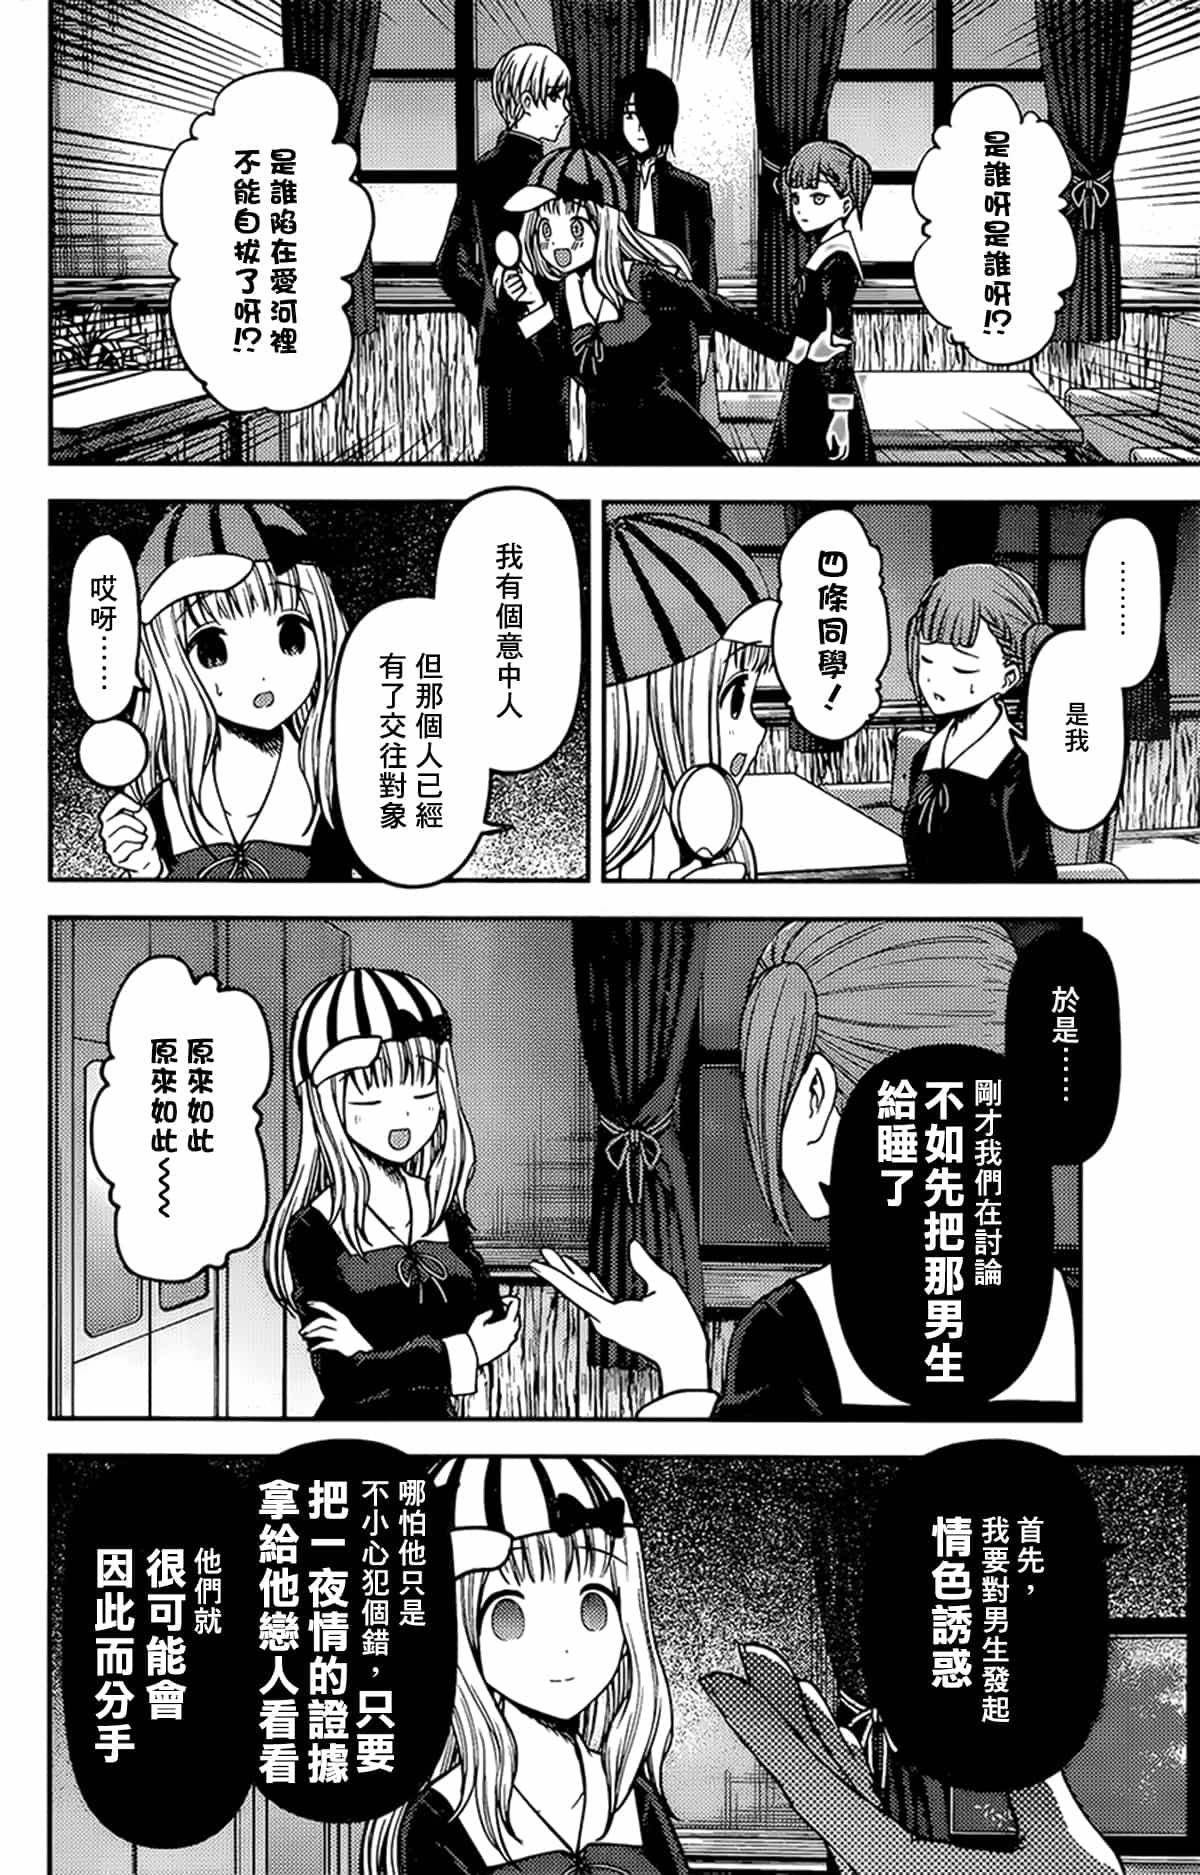 是誰呀是誰呀!?
是誰陷在愛河裡
不能自拔了呀!?
………
是我
四條同學！
我有個意中人
但那個人已經
有了交往對象
哎呀……
於是……
剛才我們在討論
不如先把那男生
給睡了
原來如此
原來如此～
首先，
我要對男生發起
情色誘惑
哪怕他只是
不小心犯個錯，只要
把一夜情的證據
拿給他戀人看看
他們就
很可能會
因此而分手